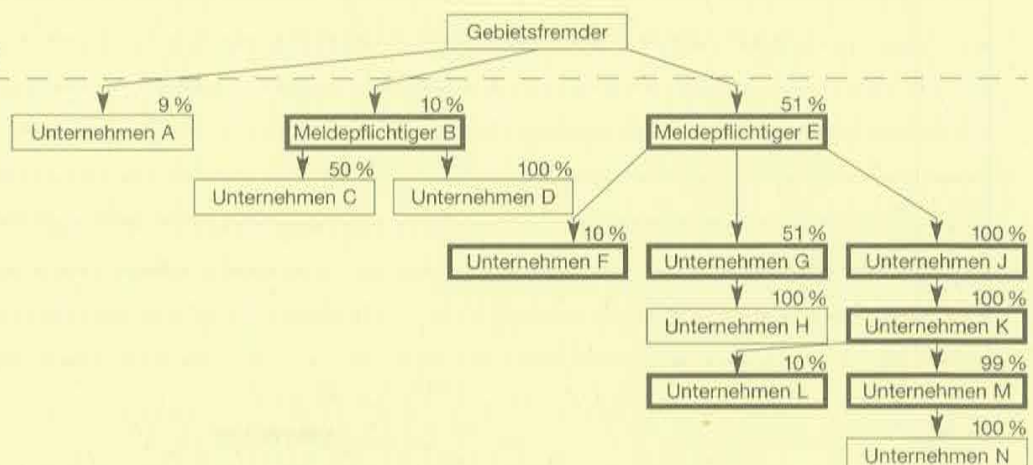 Gebietsfremder
9 %
10 %
51 %
Unternehmen A
Meldepflichtiger B
Meldepflichtiger E
50 %
100 %
Unternehmen C
Unternehmen D
10 %
51 %
100 %
Unternehmen F
Unternehmen G
Unternehmen J
100 %
100 %
Unternehmen H
Unternehmen K
10 %
99 %
Unternehmen L
Unternehmen M
100 %
Unternehmen N